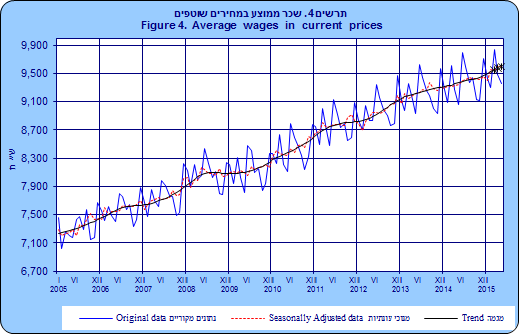 תרשים 4. שכר ממוצע במחירים שוטפים
Figure 4. Average wages in current prices
ש"ח
9,900
9,500
9,100
8,700
8,300
7,900
7,500
7,100
6,700
I VI XII VI XII VI XII VI XII VI XII VI XII VI XII VI XII VI XII VI XII
2005 2006 2007 2008 2009 2010 2011 2012 2013 2014 2015
Original data נתונים מקוריים Seasonally Adjusted data מנוכי עונתיות Trend מגמה